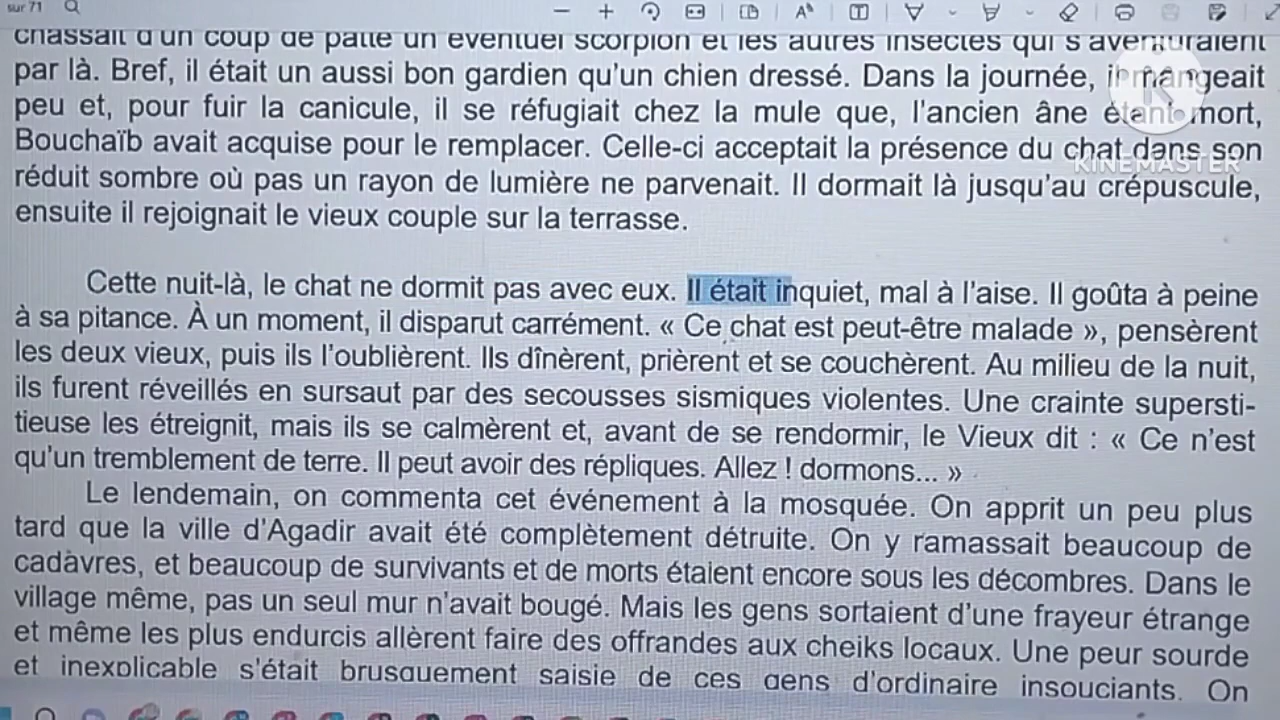 sur 71
chassait d'un coup de patte un éventuel scorpion et les autres insectes qui s'aventuraient
par là. Bref, il était un aussi bon gardien qu'un chien dressé. Dans la journée, il mangeait
peu et, pour fuir la canicule, il se réfugiait chez la mule que, l'ancien âne étant mort,
Bouchaïb avait acquise pour le remplacer. Celle-ci acceptait la présence du chat dans son
KINEMASTER
réduit sombre où pas un rayon de lumière ne parvenait. Il dormait là jusqu'au crépuscule,
ensuite il rejoignait le vieux couple sur la terrasse.
Cette nuit-là, le chat ne dormit pas avec eux. Il était inquiet, mal à l'aise. Il goûta à peine
à sa pitance. À un moment, il disparut carrément. « Ce chat est peut-être malade », pensèrent
les deux vieux, puis ils l'oublièrent. Ils dînèrent, prièrent et se couchèrent. Au milieu de la nuit,
ils furent réveillés en sursaut par des secousses sismiques violentes. Une crainte supersti-
tieuse les étreignit, mais ils se calmèrent et, avant de se rendormir, le Vieux dit : « Ce n'est
qu'un tremblement de terre. Il peut avoir des répliques. Allez ! dormons... »
Le lendemain, on commenta cet événement à la mosquée. On apprit un peu plus
tard que la ville d'Agadir avait été complètement détruite. On y ramassait beaucoup de
cadavres, et beaucoup de survivants et de morts étaient encore sous les décombres. Dans le
village même, pas un seul mur n'avait bougé. Mais les gens sortaient d'une frayeur étrange
et même les plus endurcis allèrent faire des offrandes aux cheiks locaux. Une peur sourde
et inexplicable s'était brusquement saisie de ces gens d'ordinaire insouciants. On